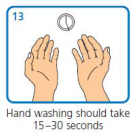 13
Hand washing should take
15–30 seconds